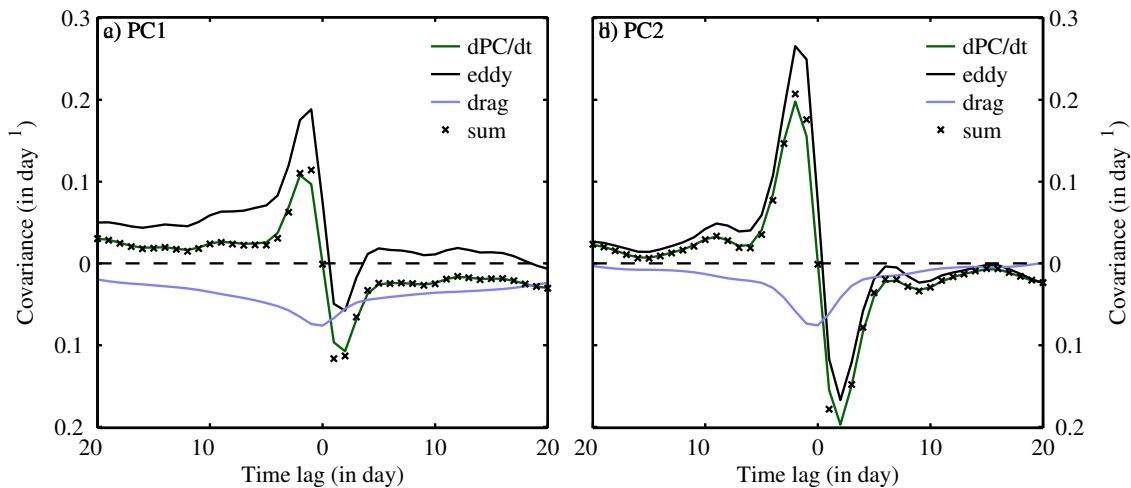 a) PC1
0.3
0.2
0.1
0
0.1
0.2
Covariance (in day 1)
dPC/dt
eddy
drag
sum
20 10 0 10 20
Time lag (in day)
PC2
0.3
0.2
0.1
0
0.1
0.2
Covariance (in day 1)
dPC/dt
eddy
drag
sum
20 10 0 10 20
Time lag (in day)